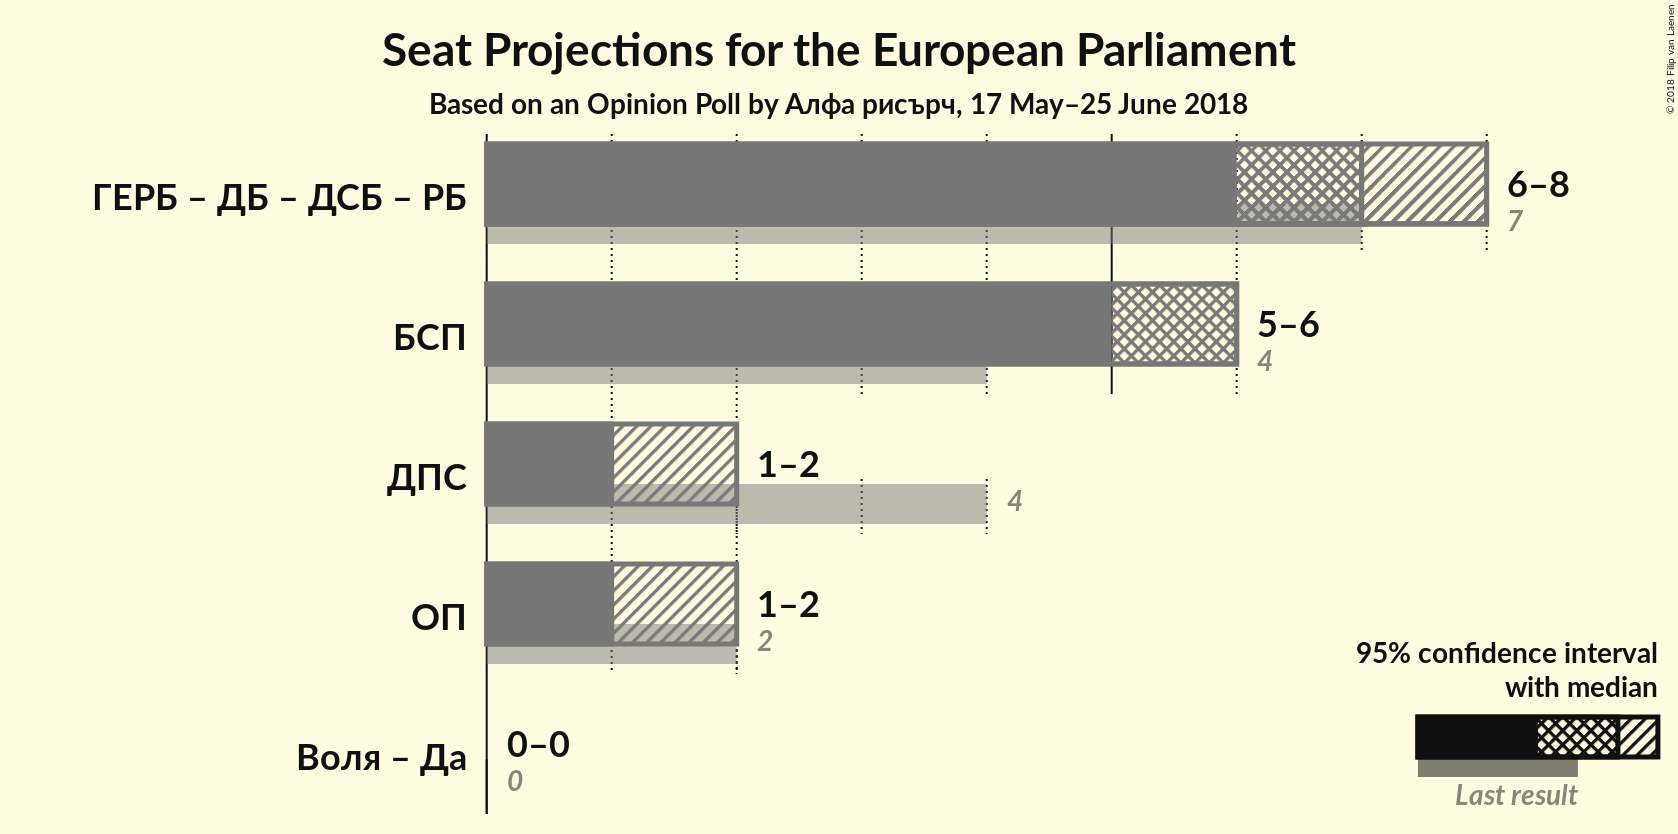 Seat Projections for the European Parliament
Based on an Opinion Poll by Алфа рисърч, 17 May–25 June 2018
© 2018 Filip van Laenen
ГЕРБ – ДБ – ДСБ – РБ
6–8
7
БСП
5–6
4
ДПС
1–2
4
ОП
1–2
2
Воля – Да
0–0
0
95% confidence interval
with median
Last result